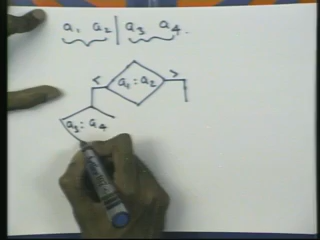 a₁ a₂ | a₃ a₄.
< a₁ : a₂ >
a₃ : a₄